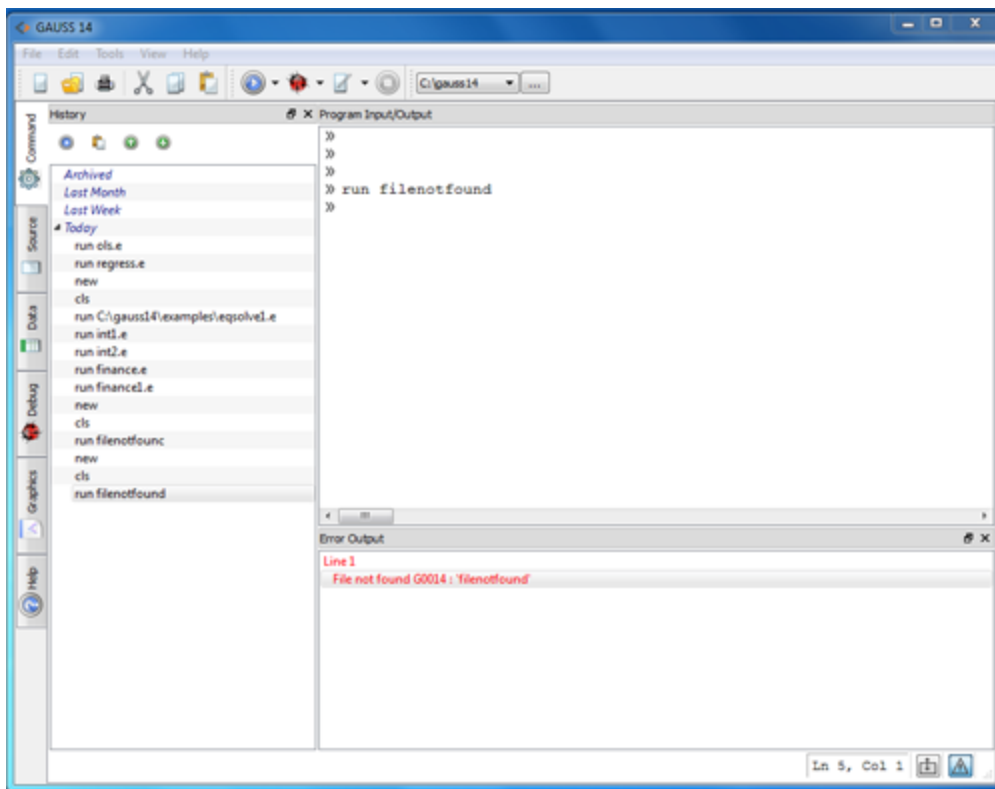 GAUSS 14
File Edit Tools View Help
C:\gauss14 ...
Command
Source
Data
Debug
Graphics
Help
History
Archived
Last Month
Last Week
Today
run ols.e
run regress.e
new
cls
run C:\gauss14\examples\eqsolve1.e
run int1.e
run int2.e
run finance.e
run finance1.e
new
cls
run filenotfounc
new
cls
run filenotfound
Program Input/Output
»
»
»
» run filenotfound
»
Error Output
Line 1
File not found G0014 : 'filenotfound'
Ln 5, Col 1